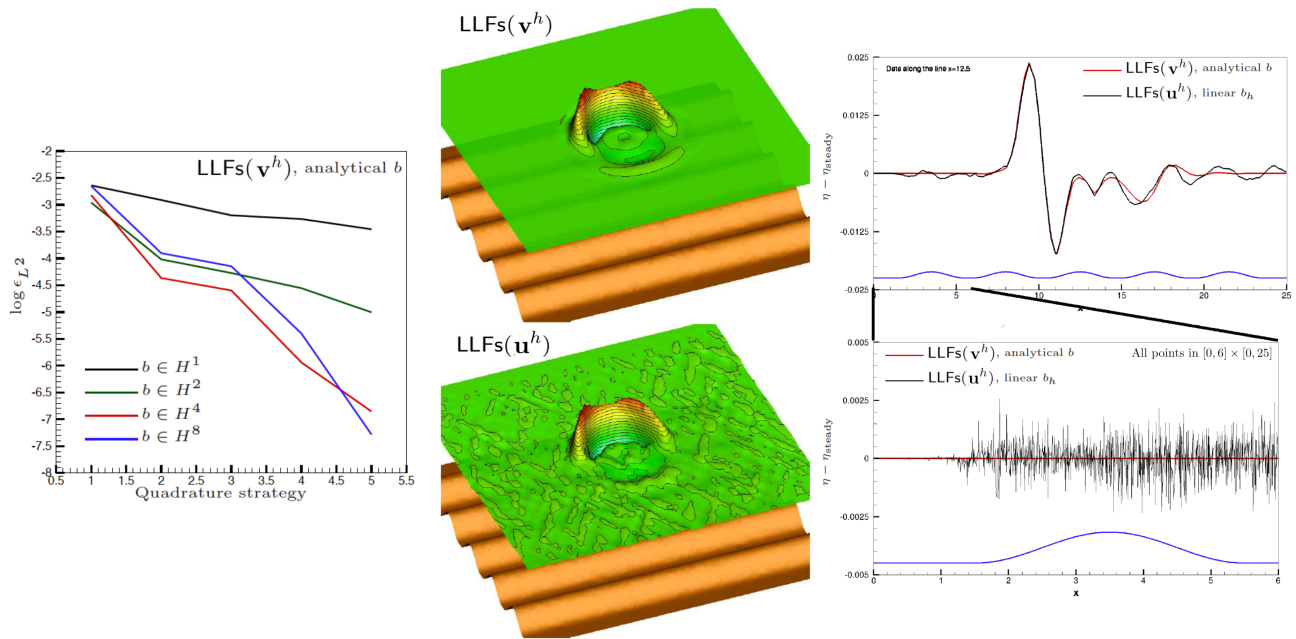 LLFs(v^h), analytical b
-2
-2.5
-3
-3.5
-4
-4.5
-5
-5.5
-6
-6.5
-7
-7.5
-8
log ϵ_L2
b ∈ H^1
b ∈ H^2
b ∈ H^4
b ∈ H^8
0.5 1 1.5 2 2.5 3 3.5 4 4.5 5 5.5
Quadrature strategy
LLFs(v^h)
LLFs(u^h)
0.025
0.0125
0
-0.0125
-0.025
η − η_steady
Data along the line x=12.5
LLFs(v^h), analytical b
LLFs(u^h), linear b_h
5 10 15 20 25
x
0.005
0.0025
0
-0.0025
-0.005
η − η_steady
LLFs(v^h), analytical b
LLFs(u^h), linear b_h
All points in [0, 6] × [0, 25]
0 1 2 3 4 5 6
x